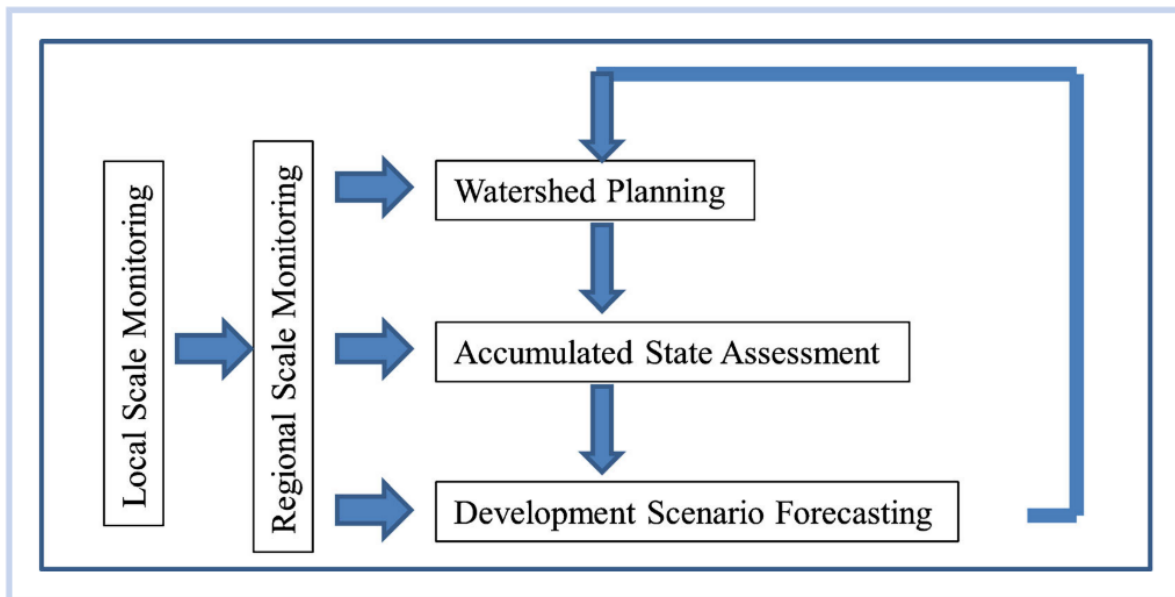 Local Scale Monitoring
Regional Scale Monitoring
Watershed Planning
Accumulated State Assessment
Development Scenario Forecasting